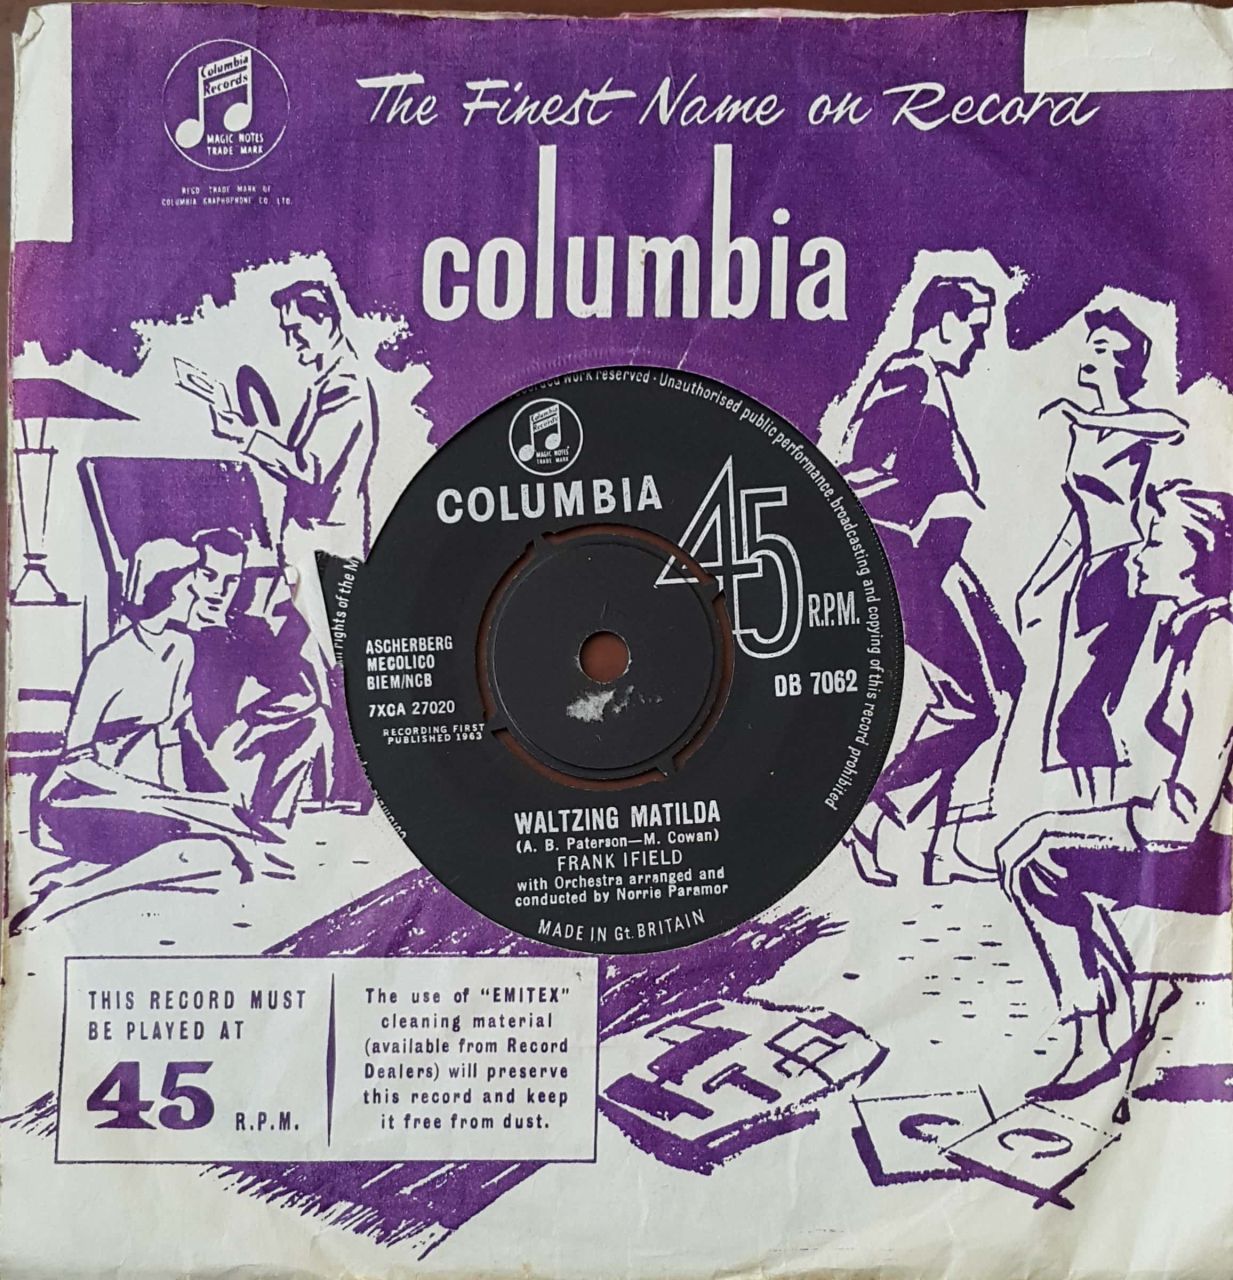 Columbia
Records
MAGIC NOTES
TRADE MARK
REGD TRADE MARK OF
COLUMBIA GRAPHOPHONE CO. LTD.
The Finest Name on Record
columbia
work reserved · Unauthorised public performance, broadcasting and copying of this record prohibited
rights of the M
Columbia
Records
MAGIC NOTES
TRADE MARK
COLUMBIA
45
R.P.M.
ASCHERBERG
MECOLICO
BIEM/NCB
7XCA 27020
RECORDING FIRST
PUBLISHED 1963
DB 7062
WALTZING MATILDA
(A. B. Paterson—M. Cowan)
FRANK IFIELD
with Orchestra arranged and
conducted by Norrie Paramor
MADE IN Gt. BRITAIN
THIS RECORD MUST
BE PLAYED AT
45 R.P.M.
The use of "EMITEX"
cleaning material
(available from Record
Dealers) will preserve
this record and keep
it free from dust.